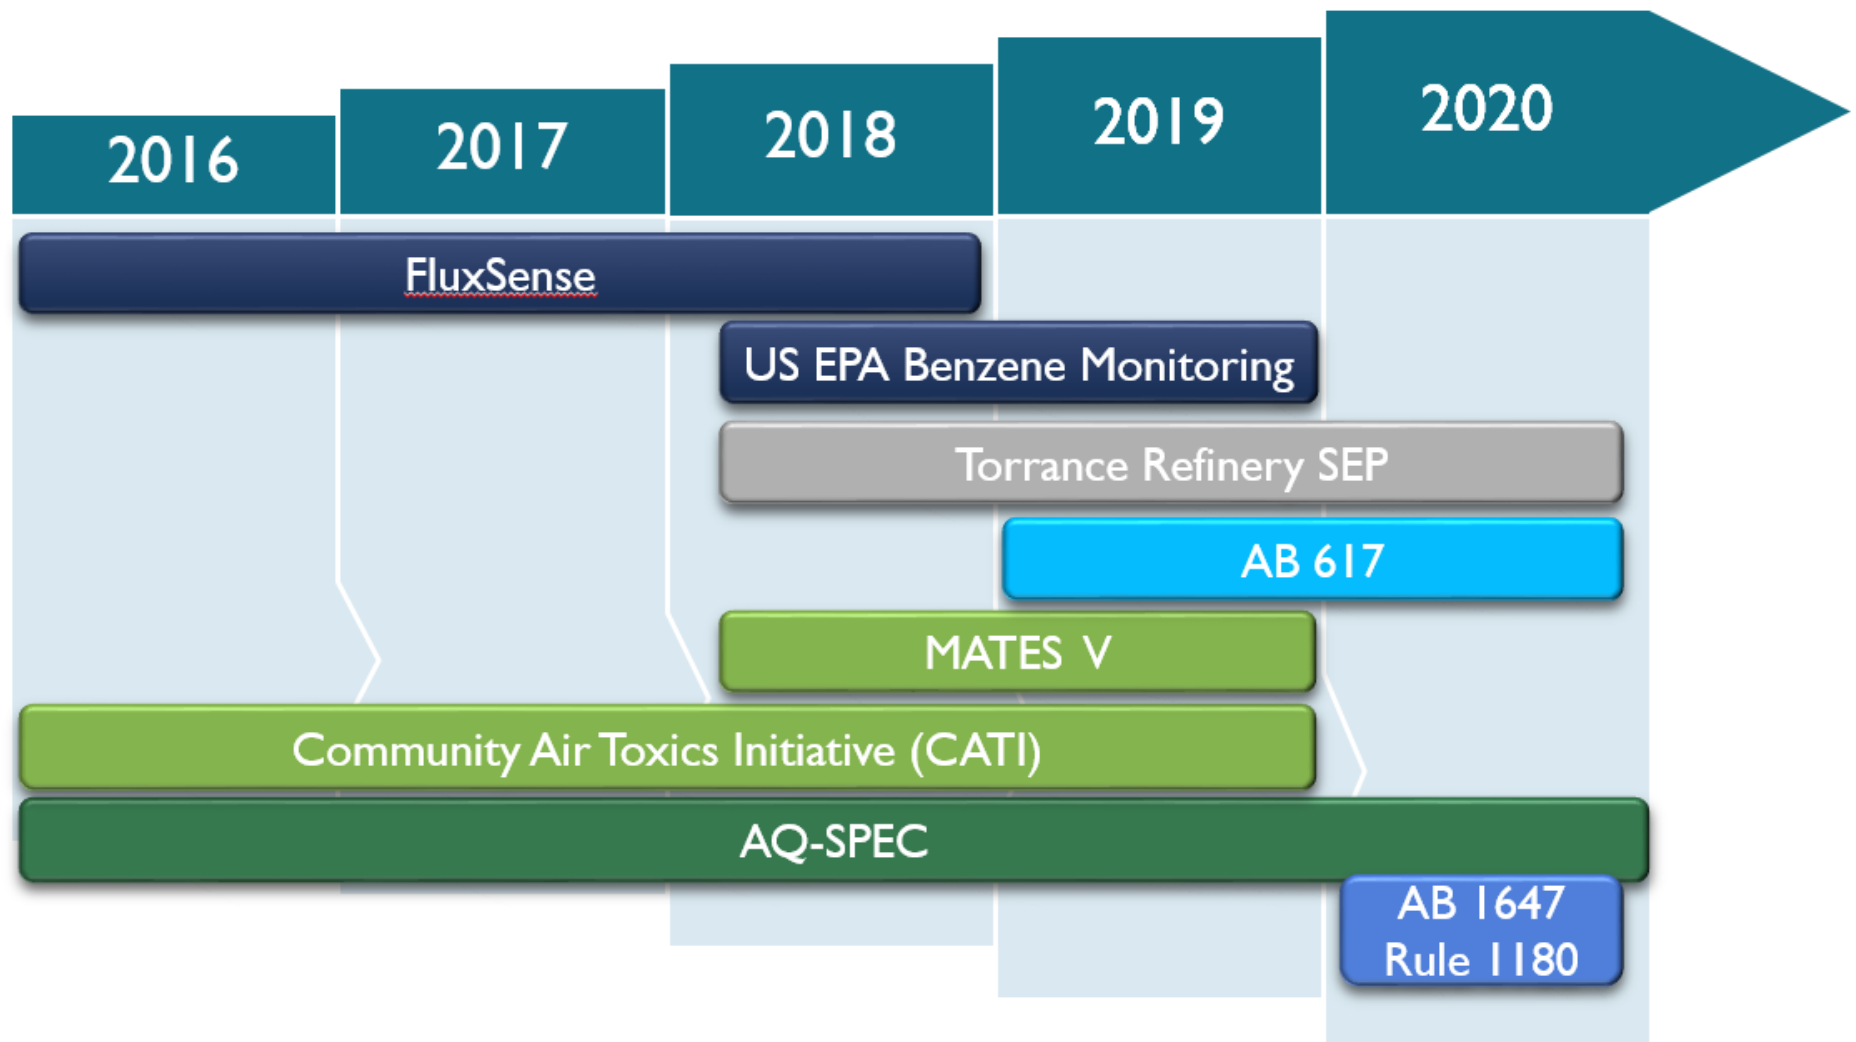 2016
2017
2018
2019
2020
FluxSense
US EPA Benzene Monitoring
Torrance Refinery SEP
AB 617
MATES V
Community Air Toxics Initiative (CATI)
AQ-SPEC
AB 1647
Rule 1180